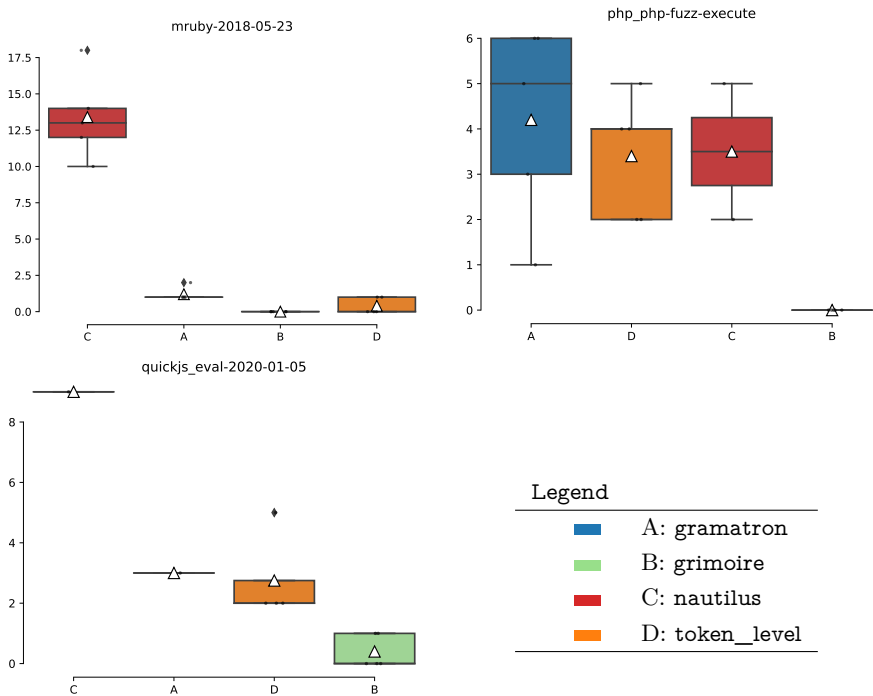 mruby-2018-05-23
17.5
15.0
12.5
10.0
7.5
5.0
2.5
0.0
C A B D
php_php-fuzz-execute
6
5
4
3
2
1
0
A D C B
quickjs_eval-2020-01-05
8
6
4
2
0
C A D B
Legend
A: gramatron
B: grimoire
C: nautilus
D: token_level